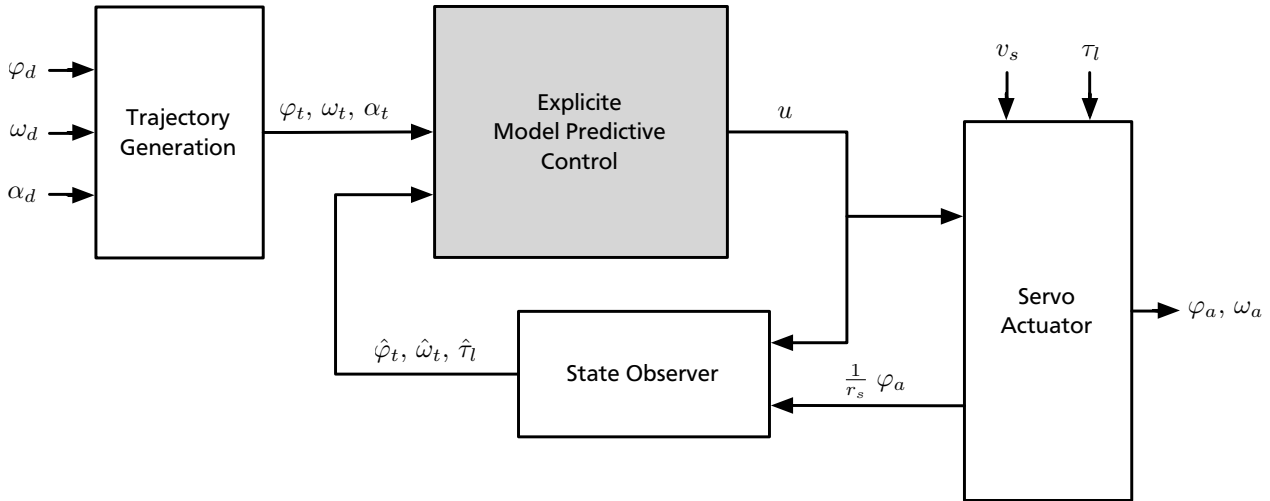 φ_d
ω_d
α_d
Trajectory
Generation
φ_t, ω_t, α_t
Explicite
Model Predictive
Control
u
v_s
τ_l
Servo
Actuator
φ_a, ω_a
φ̂_t, ω̂_t, τ̂_l
State Observer
1/r_s φ_a